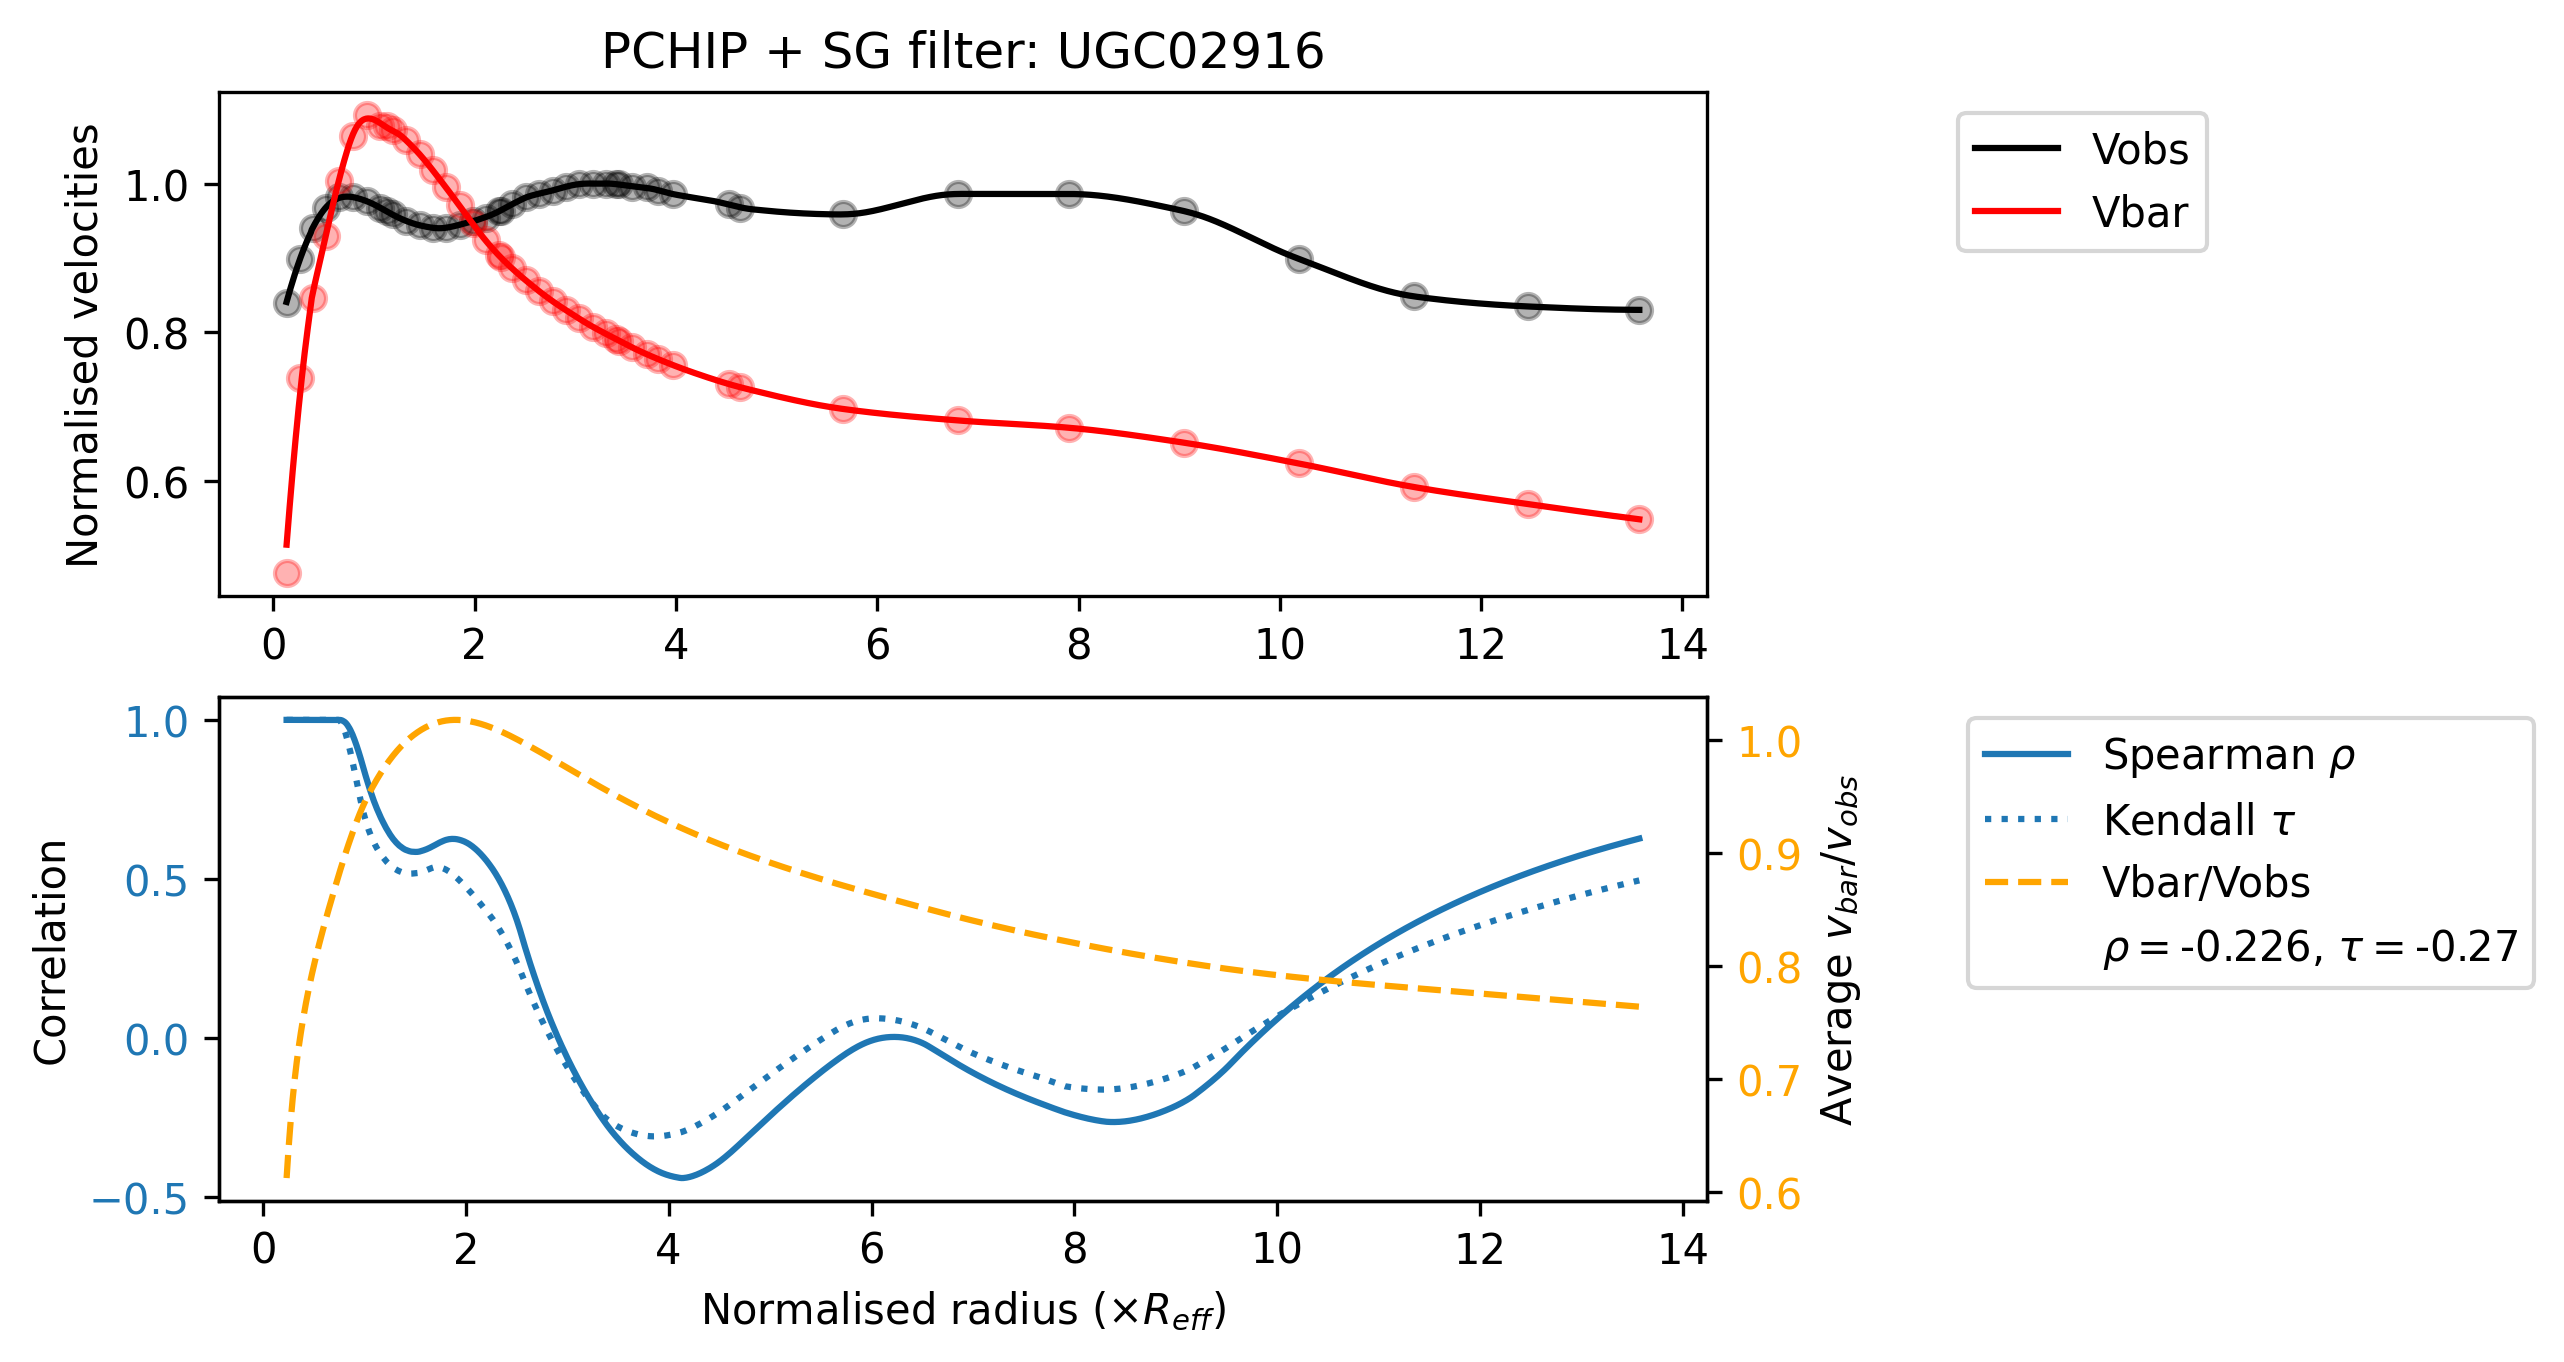 PCHIP + SG filter: UGC02916
Normalised velocities
1.0
0.8
0.6
0 2 4 6 8 10 12 14
Vobs
Vbar
Correlation
1.0
0.5
0.0
−0.5
0 2 4 6 8 10 12 14
Normalised radius (×R_eff)
1.0
0.9
0.8
0.7
0.6
Average v_bar/v_obs
Spearman ρ
Kendall τ
Vbar/Vobs
ρ = -0.226, τ = -0.27